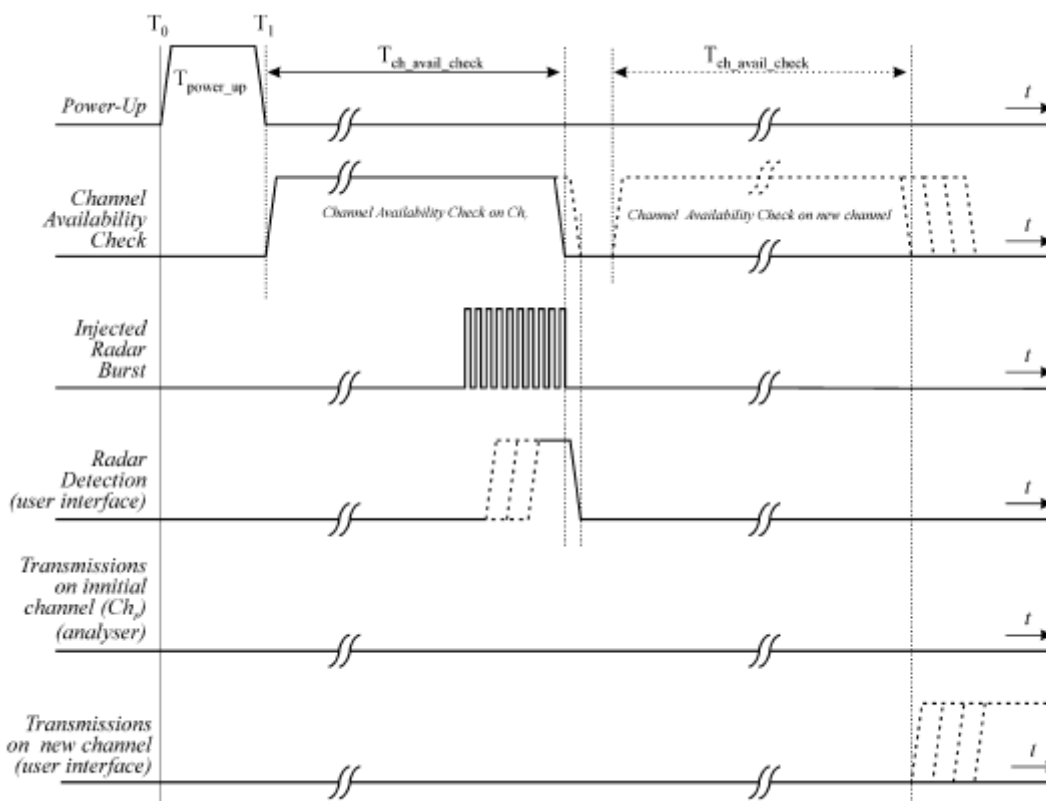 T0 T1
Tch_avail_check
Tch_avail_check
Tpower_up
Power-Up
t
Channel
Availability
Check
Channel Availability Check on Chr
Channel Availability Check on new channel
t
Injected
Radar
Burst
t
Radar
Detection
(user interface)
t
Transmissions
on innitial
channel (Chr)
(analyser)
t
Transmissions
on new channel
(user interface)
t